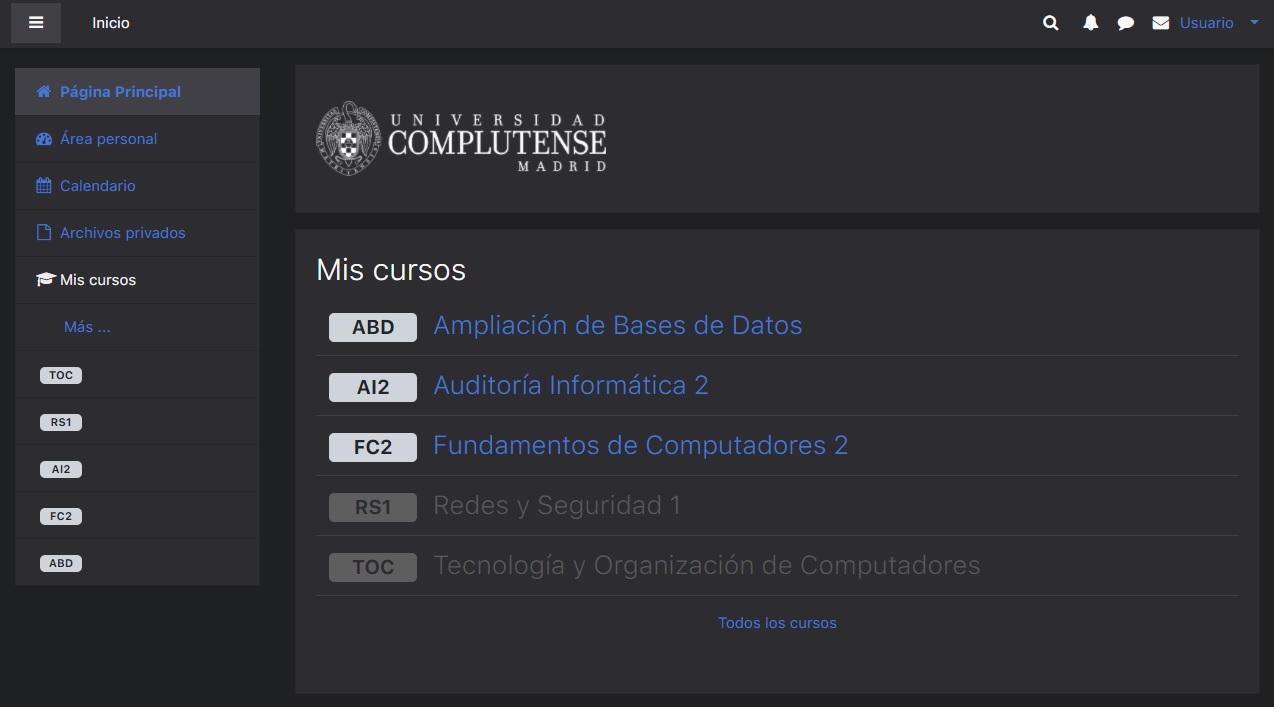 Inicio
Usuario
Página Principal
Área personal
Calendario
Archivos privados
Mis cursos
Más ...
TOC
RS1
AI2
FC2
ABD
UNIVERSIDAD
COMPLUTENSE
MADRID
Mis cursos
ABD Ampliación de Bases de Datos
AI2 Auditoría Informática 2
FC2 Fundamentos de Computadores 2
RS1 Redes y Seguridad 1
TOC Tecnología y Organización de Computadores
Todos los cursos